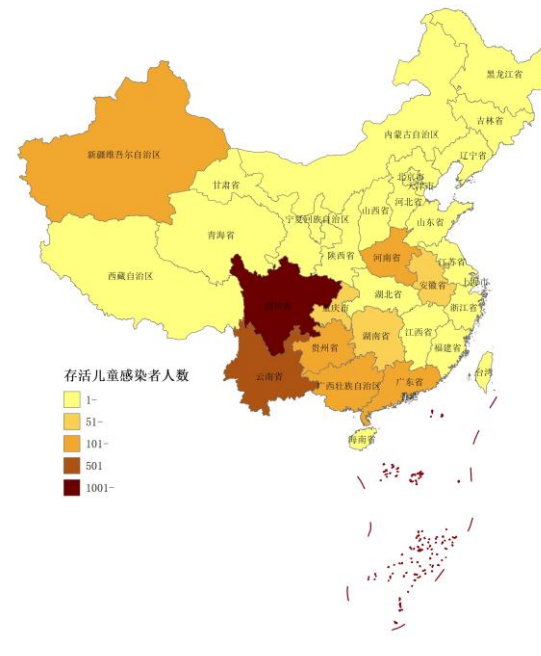 黑龙江省
吉林省
内蒙古自治区
辽宁省
新疆维吾尔自治区
北京市
天津市
甘肃省
河北省
山西省
宁夏回族自治区
山东省
青海省
陕西省
河南省
江苏省
西藏自治区
安徽省
上海市
湖北省
四川省
重庆市
浙江省
湖南省
江西省
贵州省
福建省
云南省
台湾
广西壮族自治区
广东省
海南省
存活儿童感染者人数
1-
51-
101-
501
1001-